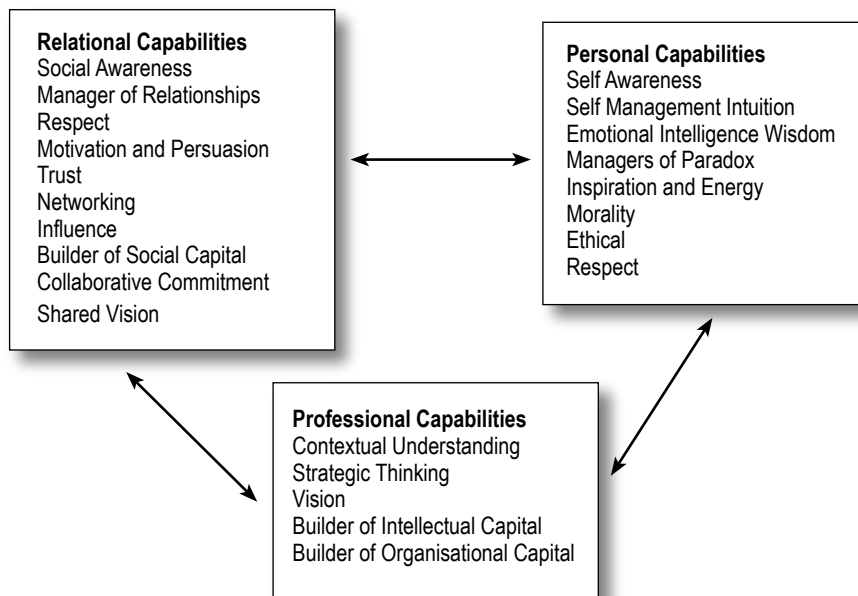 Relational Capabilities
Social Awareness
Manager of Relationships
Respect
Motivation and Persuasion
Trust
Networking
Influence
Builder of Social Capital
Collaborative Commitment
Shared Vision
Personal Capabilities
Self Awareness
Self Management Intuition
Emotional Intelligence Wisdom
Managers of Paradox
Inspiration and Energy
Morality
Ethical
Respect
Professional Capabilities
Contextual Understanding
Strategic Thinking
Vision
Builder of Intellectual Capital
Builder of Organisational Capital